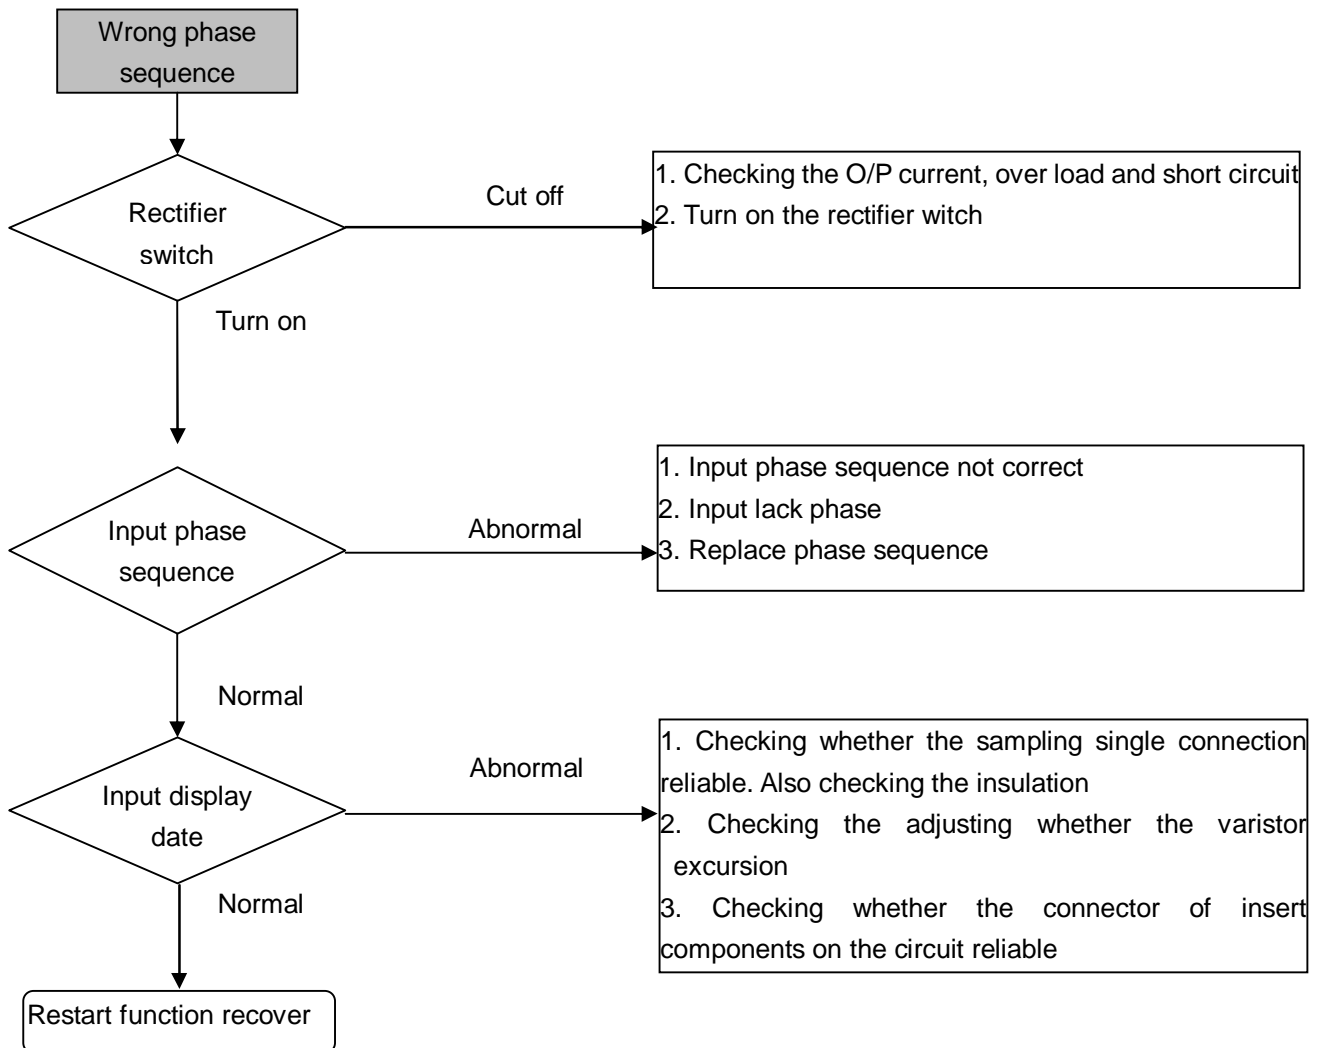 Wrong phase
sequence
Rectifier
switch
Cut off
1. Checking the O/P current, over load and short circuit
2. Turn on the rectifier witch
Turn on
Input phase
sequence
Abnormal
1. Input phase sequence not correct
2. Input lack phase
3. Replace phase sequence
Normal
Input display
date
Abnormal
1. Checking whether the sampling single connection
reliable. Also checking the insulation
2. Checking the adjusting whether the varistor
excursion
3. Checking whether the connector of insert
components on the circuit reliable
Normal
Restart function recover